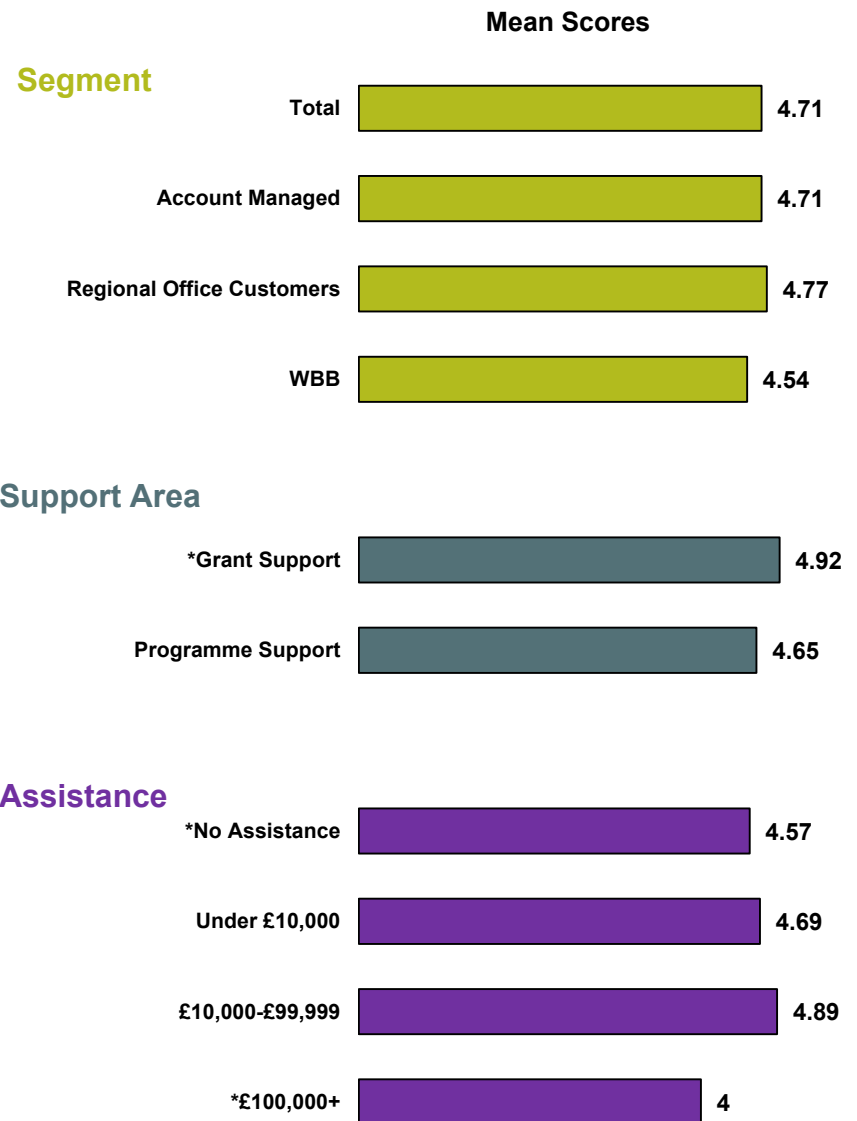 Mean Scores
Segment
Total 4.71
Account Managed 4.71
Regional Office Customers 4.77
WBB 4.54
Support Area
*Grant Support 4.92
Programme Support 4.65
Assistance
*No Assistance 4.57
Under £10,000 4.69
£10,000-£99,999 4.89
*£100,000+ 4